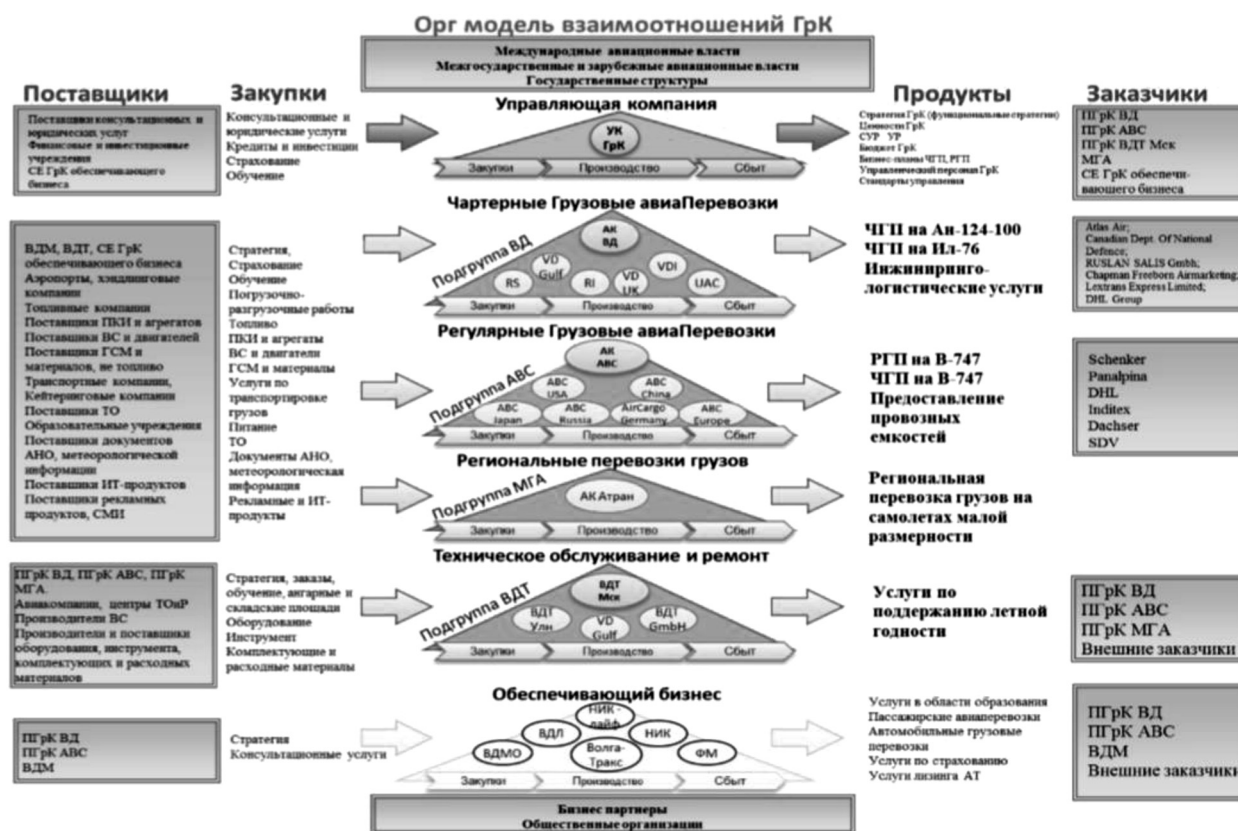 Орг модель взаимоотношений ГрК
Международные авиационные власти
Межгосударственные и зарубежные авиационные власти
Государственные структуры
Поставщики
Закупки
Продукты
Заказчики
Управляющая компания
Поставщики консультационных и
юридических услуг
Финансовые и инвестиционные
учреждения
СЕ ГрК обеспечивающего
бизнеса
Консультационные и
юридические услуги
Кредиты и инвестиции
Страхование
Обучение
УК
ГрК
Закупки
Производство
Сбыт
Стратегия ГрК (функциональные стратегии)
Ценности ГрК
СУР УР
Бюджет ГрК
Бизнес-планы ЧГП, РГП
Управленческий персонал ГрК
Стандарты управления
ПГрК ВД
ПГрК АВС
ПГрК ВДТ Мск
МГА
СЕ ГрК обеспечи-
вающего бизнеса
Чартерные Грузовые авиаПеревозки
ВДМ, ВДТ, СЕ ГрК
обеспечивающего бизнеса
Аэропорты, хэндлинговые
компании
Топливные компании
Поставщики ПКИ и агрегатов
Поставщики ВС и двигателей
Поставщики ГСМ и
материалов, не топливо
Транспортные компании,
Кейтеринговые компании
Поставщики ТО
Образовательные учреждения
Поставщики документов
АНО, метеорологической
информации
Поставщики ИТ-продуктов
Поставщики рекламных
продуктов, СМИ
Стратегия,
Страхование
Обучение
Погрузочно-
разгрузочные работы
Топливо
ПКИ и агрегаты
ВС и двигатели
ГСМ и материалы
Услуги по
транспортировке
грузов
Питание
ТО
Документы АНО,
метеорологическая
информация
Рекламные и ИТ-
продукты
Подгруппа ВД
АК
ВД
VD
Gulf
VDI
RS
RI
VD
UK
UAC
Закупки
Производство
Сбыт
ЧГП на Ан-124-100
ЧГП на Ил-76
Инжиниринго-
логистические услуги
Atlas Air;
Canadian Dept. Of National
Defence;
RUSLAN SALIS Gmbh;
Chapman Freeborn Airmarketing;
Lextrans Express Limited;
DHL Group
Регулярные Грузовые авиаПеревозки
Подгруппа АВС
АК
АВС
ABC
USA
ABC
China
ABC
Japan
ABC
Russia
AirCargo
Germany
ABC
Europe
Закупки
Производство
Сбыт
РГП на В-747
ЧГП на В-747
Предоставление
провозных
емкостей
Schenker
Panalpina
DHL
Inditex
Dachser
SDV
Региональные перевозки грузов
Подгруппа МГА
АК Атран
Закупки
Производство
Сбыт
Региональная
перевозка грузов на
самолетах малой
размерности
Техническое обслуживание и ремонт
ПГрК ВД, ПГрК АВС, ПГрК
МГА.
Авиакомпании, центры ТОиР
Производители ВС
Производители и поставщики
оборудования, инструмента,
комплектующих и расходных
материалов
Стратегия, заказы,
обучение, ангарные и
складские площади
Оборудование
Инструмент
Комплектующие и
расходные материалы
Подгруппа ВДТ
ВДТ
Мск
ВДТ
Улн
VD
Gulf
ВДТ
GmbH
Закупки
Производство
Сбыт
Услуги по
поддержанию летной
годности
ПГрК ВД
ПГрК АВС
ПГрК МГА
Внешние заказчики
Обеспечивающий бизнес
ПГрК ВД
ПГрК АВС
ВДМ
Стратегия
Консультационные услуги
НИК -
лайф
ВДЛ
НИК
ВДМО
Волга-
Тракс
ФМ
Закупки
Производство
Сбыт
Услуги в области образования
Пассажирские авиаперевозки
Автомобильные грузовые
перевозки
Услуги по страхованию
Услуги лизинга АТ
ПГрК ВД
ПГрК АВС
ВДМ
Внешние заказчики
Бизнес партнеры
Общественные организации